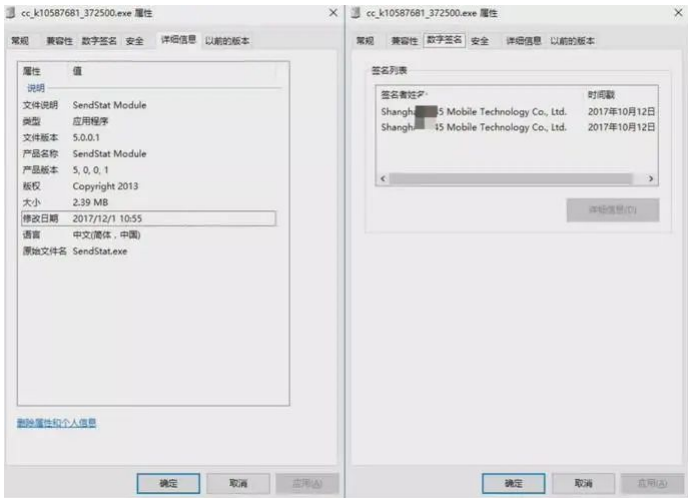 cc_k10587681_372500.exe 属性
常规 兼容性 数字签名 安全 详细信息 以前的版本
属性 值
说明
文件说明 SendStat Module
类型 应用程序
文件版本 5.0.0.1
产品名称 SendStat Module
产品版本 5, 0, 0, 1
版权 Copyright 2013
大小 2.39 MB
修改日期 2017/12/1 10:55
语言 中文(简体，中国)
原始文件名 SendStat.exe
删除属性和个人信息
确定 取消 应用(A)
cc_k10587681_372500.exe 属性
常规 兼容性 数字签名 安全 详细信息 以前的版本
签名列表
签名者姓名: 时间戳
Shangha 45 Mobile Technology Co., Ltd. 2017年10月12日
Shangh 45 Mobile Technology Co., Ltd. 2017年10月12日
详细信息(D)
确定 取消 应用(A)